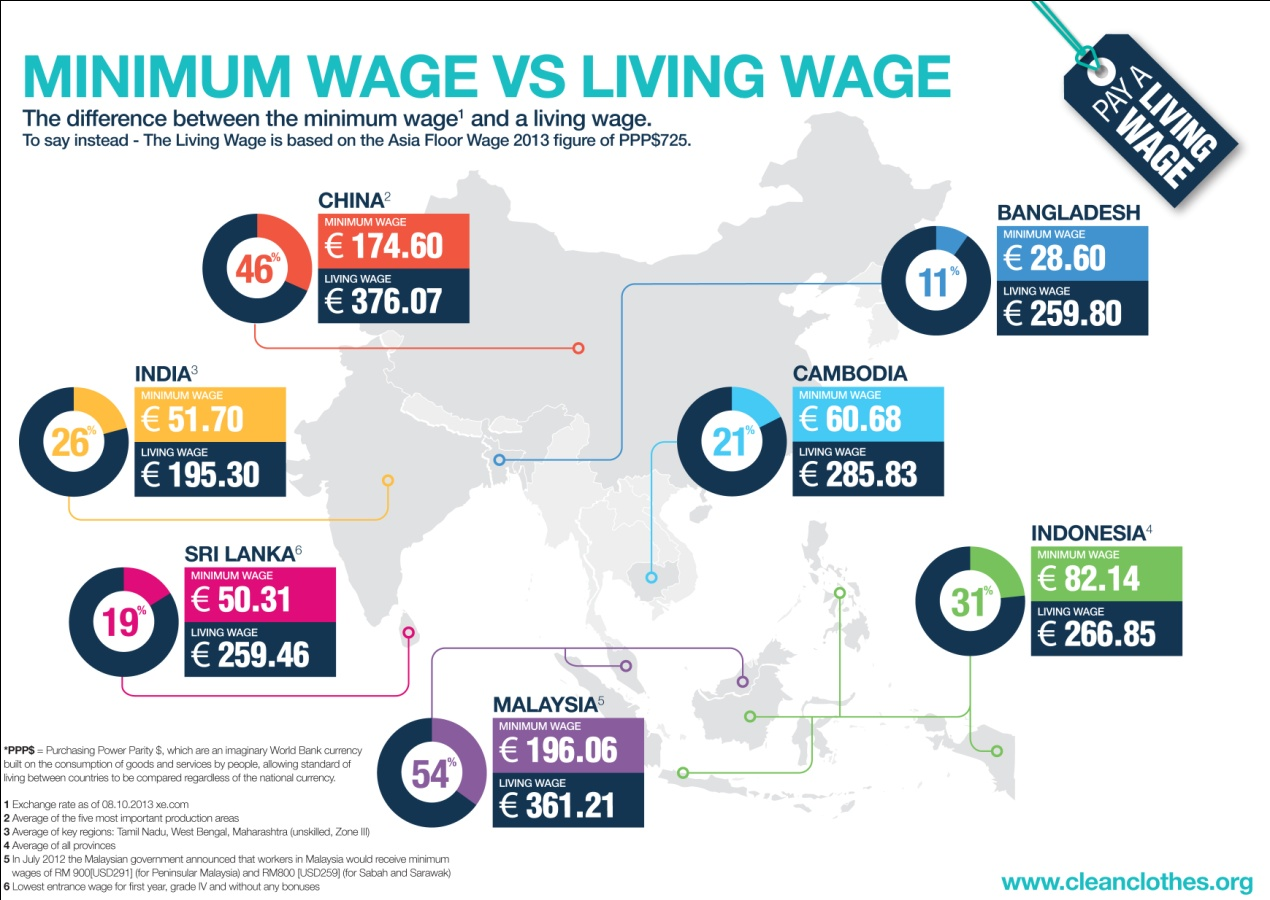 MINIMUM WAGE VS LIVING WAGE
The difference between the minimum wage¹ and a living wage.
To say instead - The Living Wage is based on the Asia Floor Wage 2013 figure of PPP$725.
PAY A
LIVING
WAGE
CHINA²
MINIMUM WAGE
€ 174.60
LIVING WAGE
€ 376.07
46%
BANGLADESH
MINIMUM WAGE
€ 28.60
LIVING WAGE
€ 259.80
11%
INDIA³
MINIMUM WAGE
€ 51.70
LIVING WAGE
€ 195.30
26%
CAMBODIA
MINIMUM WAGE
€ 60.68
LIVING WAGE
€ 285.83
21%
SRI LANKA⁶
MINIMUM WAGE
€ 50.31
LIVING WAGE
€ 259.46
19%
INDONESIA⁴
MINIMUM WAGE
€ 82.14
LIVING WAGE
€ 266.85
31%
MALAYSIA⁵
MINIMUM WAGE
€ 196.06
LIVING WAGE
€ 361.21
54%
*PPP$ = Purchasing Power Parity $, which are an imaginary World Bank currency
built on the consumption of goods and services by people, allowing standard of
living between countries to be compared regardless of the national currency.
1 Exchange rate as of 08.10.2013 xe.com
2 Average of the five most important production areas
3 Average of key regions: Tamil Nadu, West Bengal, Maharashtra (unskilled, Zone III)
4 Average of all provinces
5 In July 2012 the Malaysian government announced that workers in Malaysia would receive minimum
wages of RM 900[USD291] (for Peninsular Malaysia) and RM800 [USD259] (for Sabah and Sarawak)
6 Lowest entrance wage for first year, grade IV and without any bonuses
www.cleanclothes.org